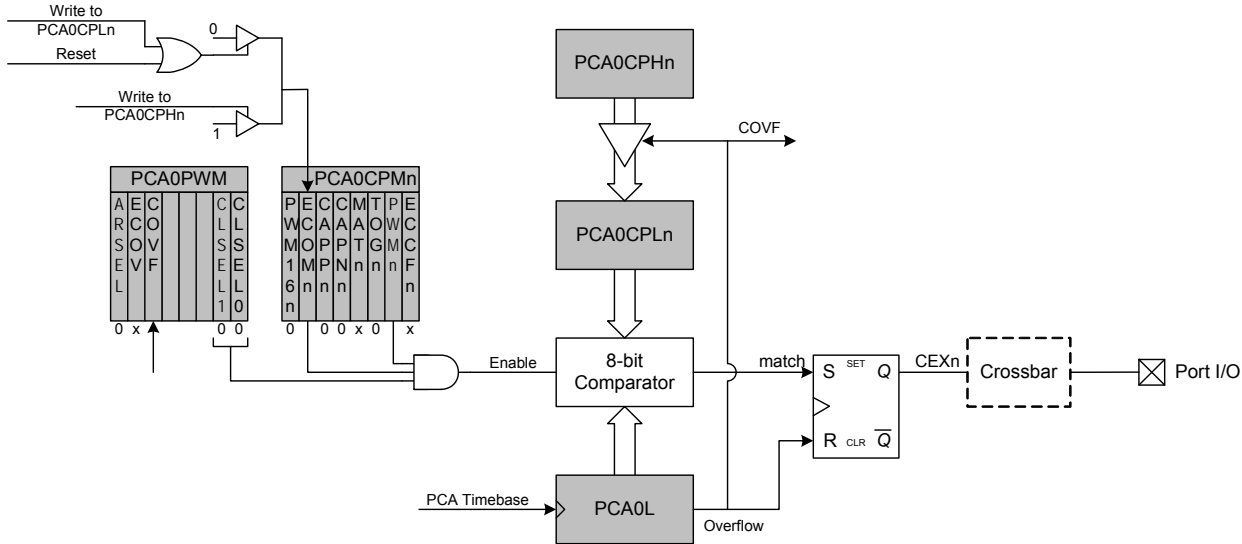 Write to
PCA0CPLn
Reset
0
Write to
PCA0CPHn
1
PCA0CPHn
COVF
PCA0PWM
ARSEL
ECOV
COVF
CLSEL1
CLSEL0
0 x 0 0
PCA0CPMn
PWM16n
ECOMn
CAPPn
CAPNn
MATn
TOGn
PWMn
ECCFn
0 0 0 x 0 x
PCA0CPLn
Enable
8-bit
Comparator
match
S SET Q
R CLR Q
CEXn
Crossbar
Port I/O
PCA Timebase
PCA0L
Overflow